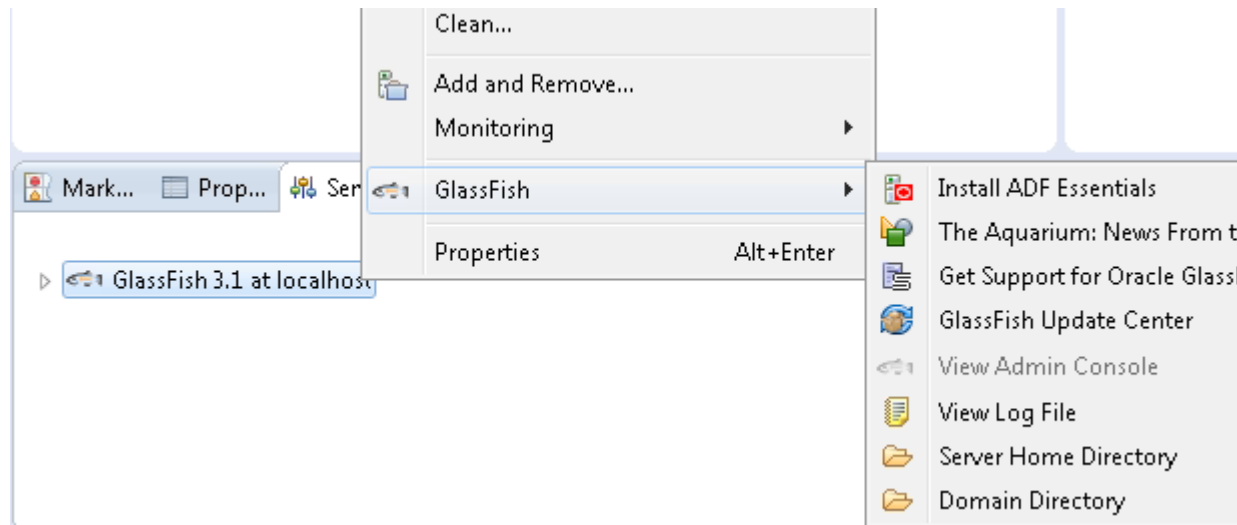 Clean...
Add and Remove...
Monitoring
Mark... Prop... Ser
GlassFish
Properties Alt+Enter
GlassFish 3.1 at localhost
Install ADF Essentials
The Aquarium: News From t
Get Support for Oracle Glass
GlassFish Update Center
View Admin Console
View Log File
Server Home Directory
Domain Directory